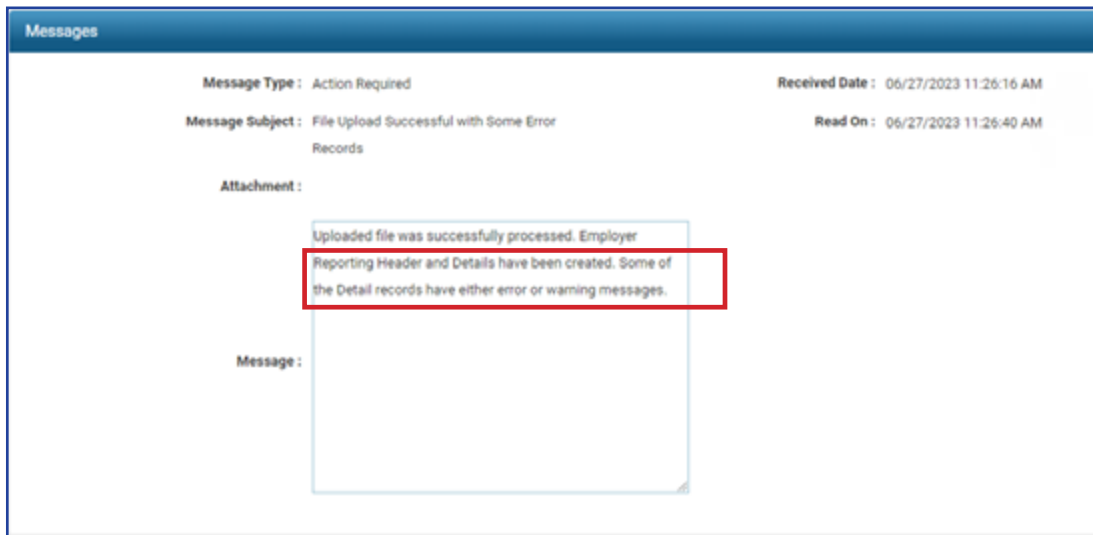 Messages
Message Type : Action Required
Received Date : 06/27/2023 11:26:16 AM
Message Subject : File Upload Successful with Some Error
Records
Read On : 06/27/2023 11:26:40 AM
Attachment :
Uploaded file was successfully processed. Employer
Reporting Header and Details have been created. Some of
the Detail records have either error or warning messages.
Message :